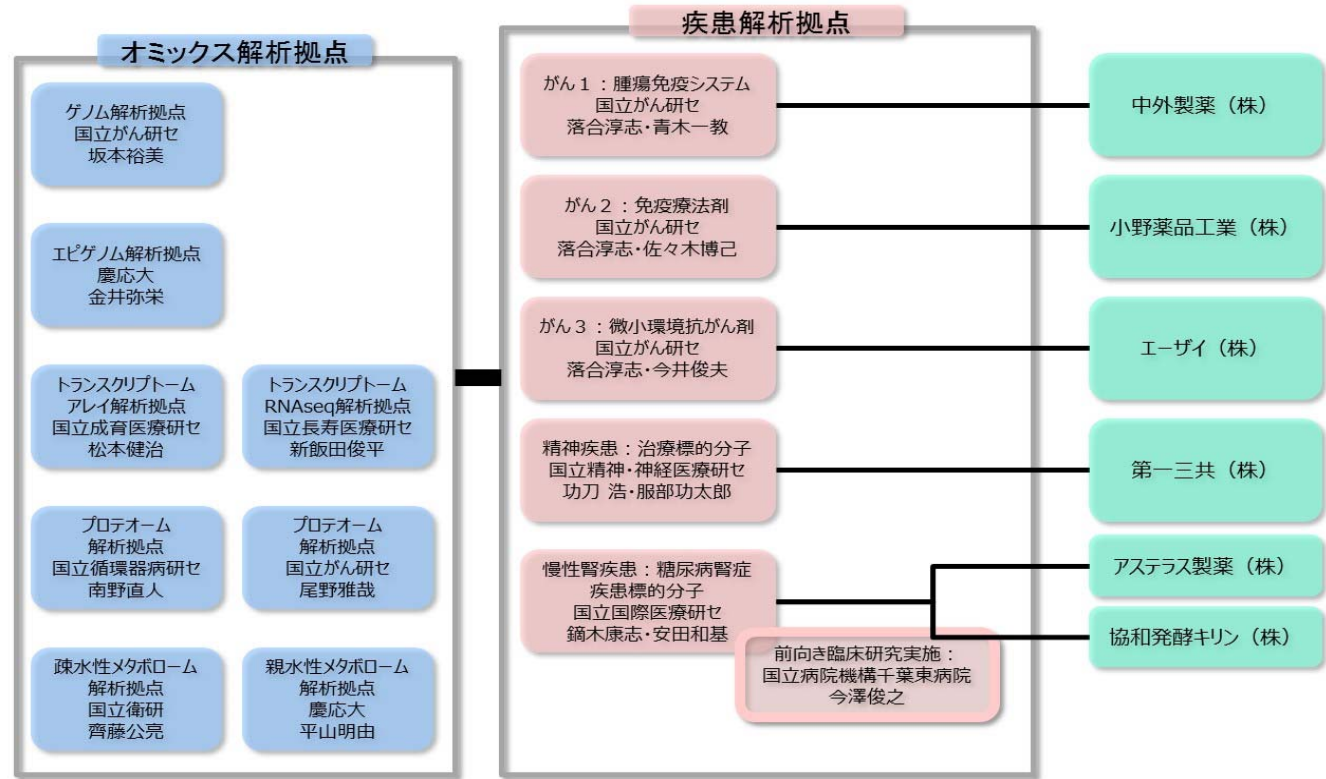 オミックス解析拠点
ゲノム解析拠点
国立がん研セ
坂本裕美
エピゲノム解析拠点
慶応大
金井弥栄
トランスクリプトーム
アレイ解析拠点
国立成育医療研セ
松本健治
トランスクリプトーム
RNAseq解析拠点
国立長寿医療研セ
新飯田俊平
プロテオーム
解析拠点
国立循環器病研セ
南野直人
プロテオーム
解析拠点
国立がん研セ
尾野雅哉
疎水性メタボローム
解析拠点
国立衛研
齊藤公亮
親水性メタボローム
解析拠点
慶応大
平山明由
疾患解析拠点
がん1：腫瘍免疫システム
国立がん研セ
落合淳志・青木一教
がん2：免疫療法剤
国立がん研セ
落合淳志・佐々木博己
がん3：微小環境抗がん剤
国立がん研セ
落合淳志・今井俊夫
精神疾患：治療標的分子
国立精神・神経医療研セ
功刀 浩・服部功太郎
慢性腎疾患：糖尿病腎症
疾患標的分子
国立国際医療研セ
鏑木康志・安田和基
前向き臨床研究実施：
国立病院機構千葉東病院
今澤俊之
中外製薬（株）
小野薬品工業（株）
エーザイ（株）
第一三共（株）
アステラス製薬（株）
協和発酵キリン（株）